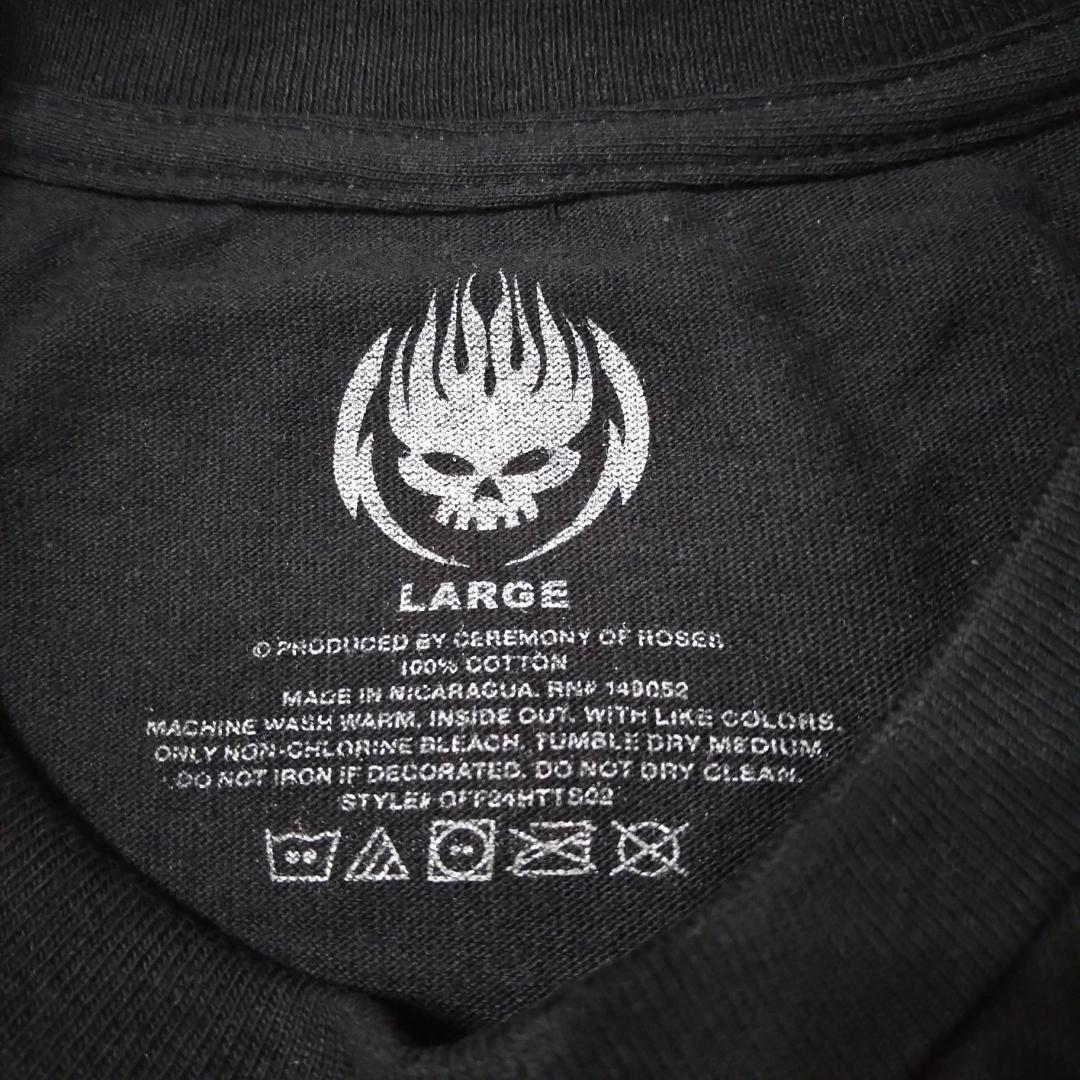 LARGE
© PRODUCED BY CEREMONY OF ROSES
100% COTTON
MADE IN NICARAGUA. RN# 149052
MACHINE WASH WARM, INSIDE OUT, WITH LIKE COLORS.
ONLY NON-CHLORINE BLEACH. TUMBLE DRY MEDIUM.
DO NOT IRON IF DECORATED. DO NOT DRY CLEAN.
STYLE# OFF24HTTS02